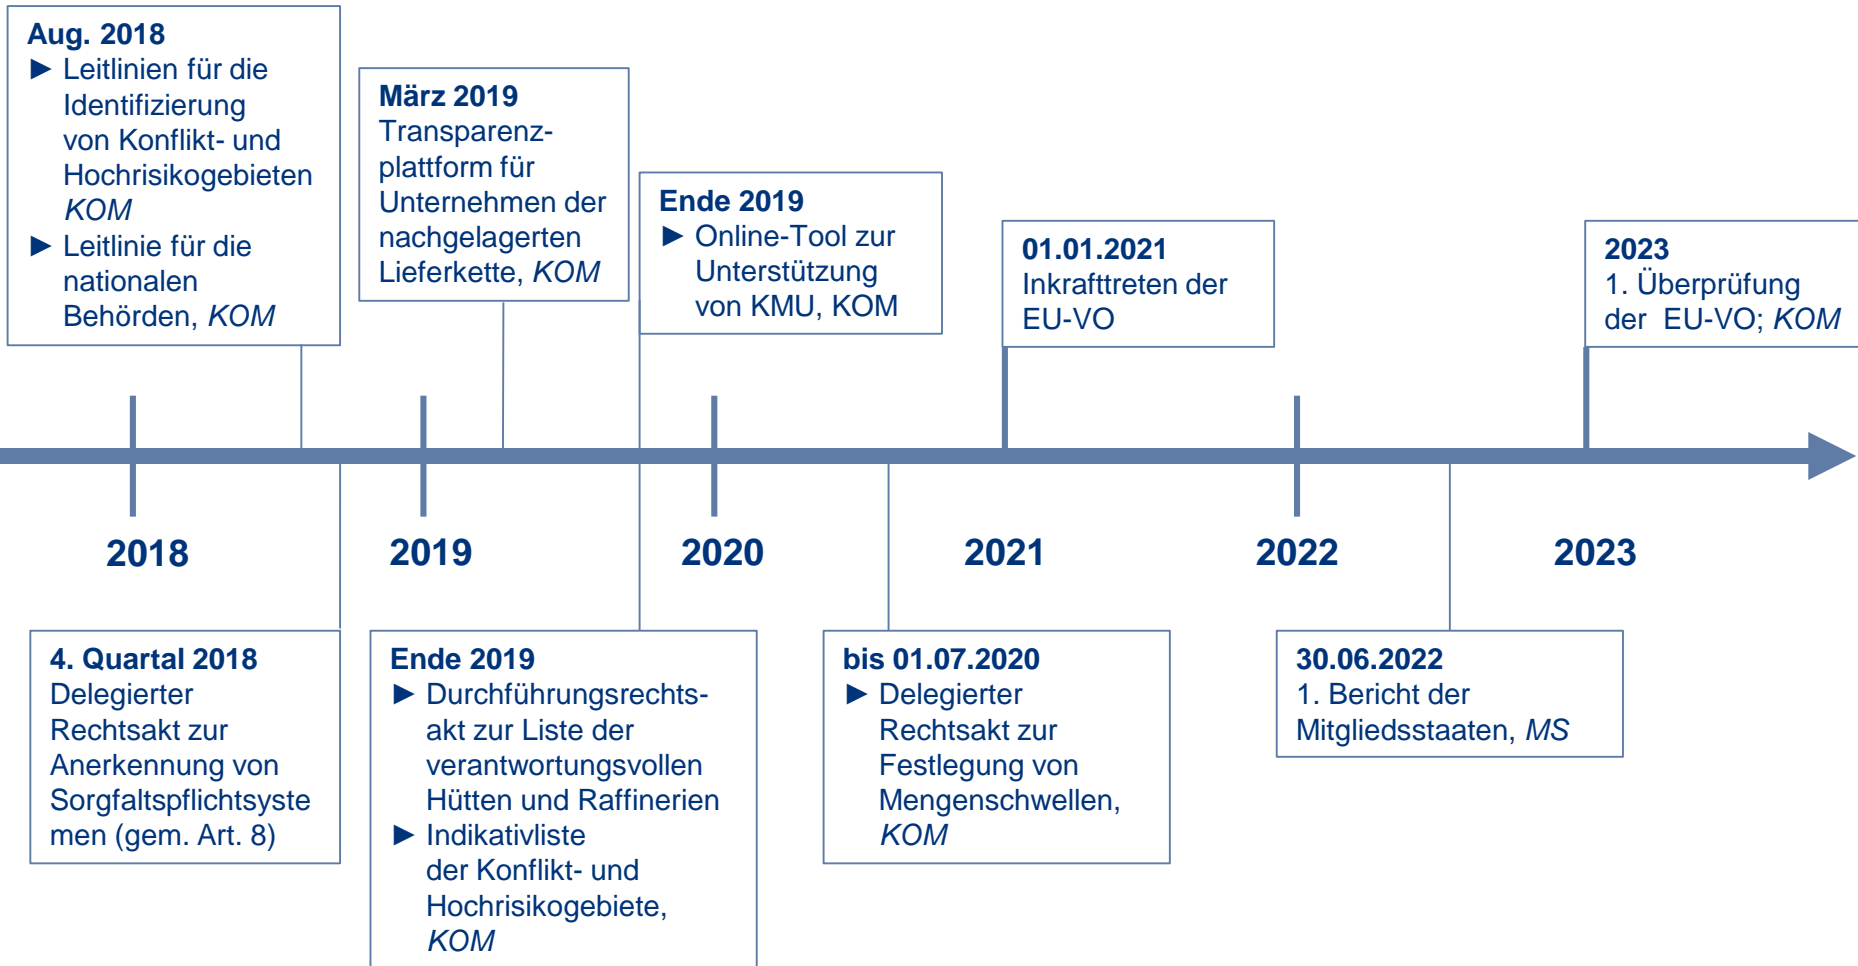 Aug. 2018
► Leitlinien für die
Identifizierung
von Konflikt- und
Hochrisikogebieten
KOM
► Leitlinie für die
nationalen
Behörden, KOM
März 2019
Transparenz-
plattform für
Unternehmen der
nachgelagerten
Lieferkette, KOM
Ende 2019
► Online-Tool zur
Unterstützung
von KMU, KOM
01.01.2021
Inkrafttreten der
EU-VO
2023
1. Überprüfung
der EU-VO; KOM
2018
2019
2020
2021
2022
2023
4. Quartal 2018
Delegierter
Rechtsakt zur
Anerkennung von
Sorgfaltspflichtsyste
men (gem. Art. 8)
Ende 2019
► Durchführungsrechts-
akt zur Liste der
verantwortungsvollen
Hütten und Raffinerien
► Indikativliste
der Konflikt- und
Hochrisikogebiete,
KOM
bis 01.07.2020
► Delegierter
Rechtsakt zur
Festlegung von
Mengenschwellen,
KOM
30.06.2022
1. Bericht der
Mitgliedsstaaten, MS